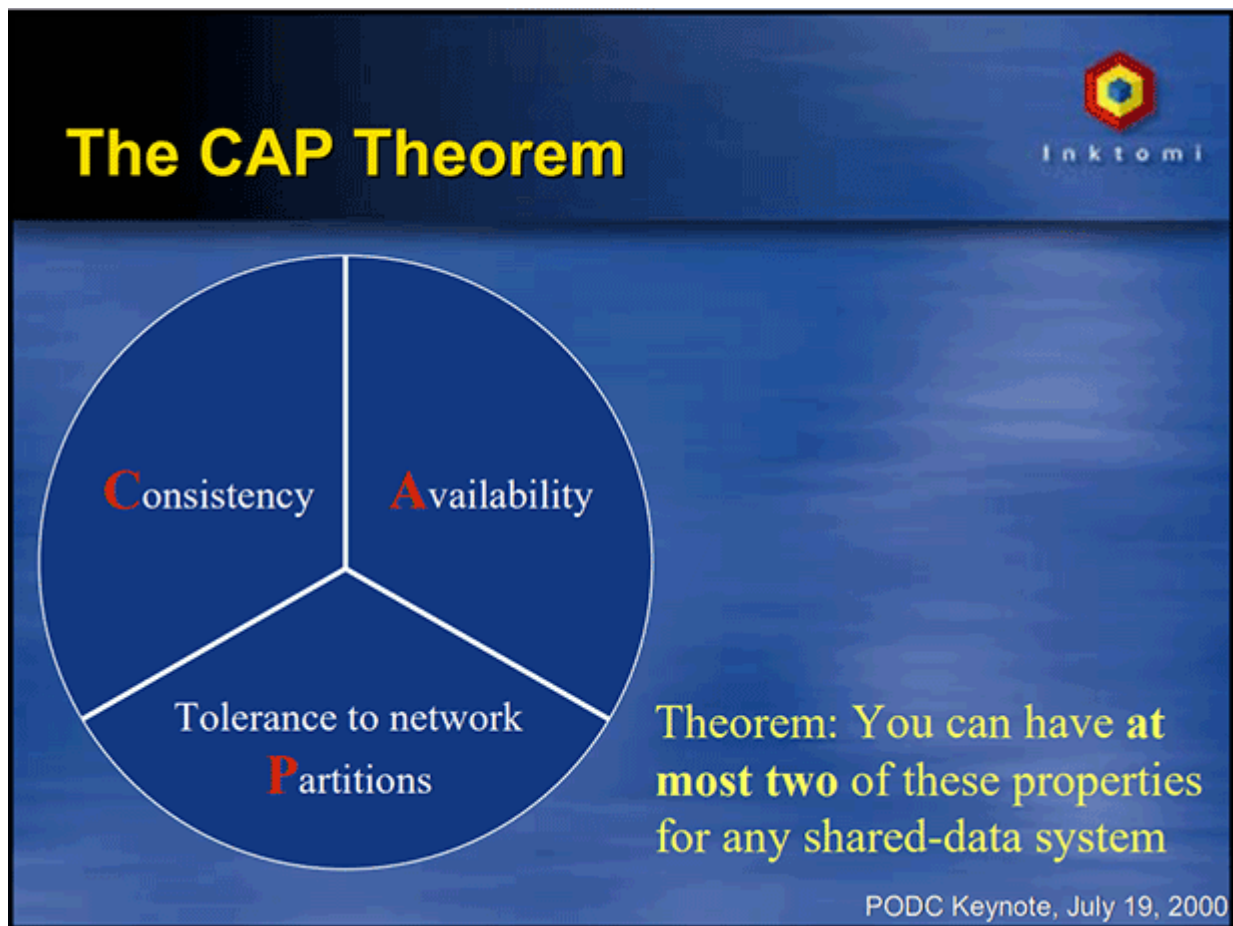 The CAP Theorem
Inktomi
Consistency
Availability
Tolerance to network
Partitions
Theorem: You can have at
most two of these properties
for any shared-data system
PODC Keynote, July 19, 2000